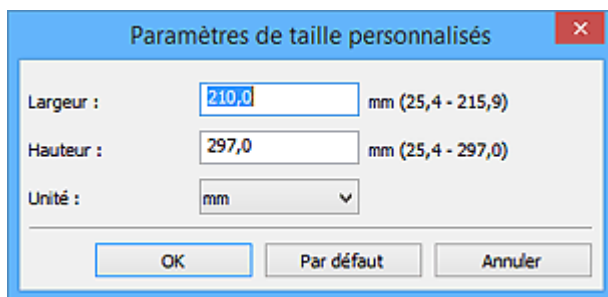 Paramètres de taille personnalisés
Largeur : 210,0 mm (25,4 - 215,9)
Hauteur : 297,0 mm (25,4 - 297,0)
Unité : mm
OK Par défaut Annuler